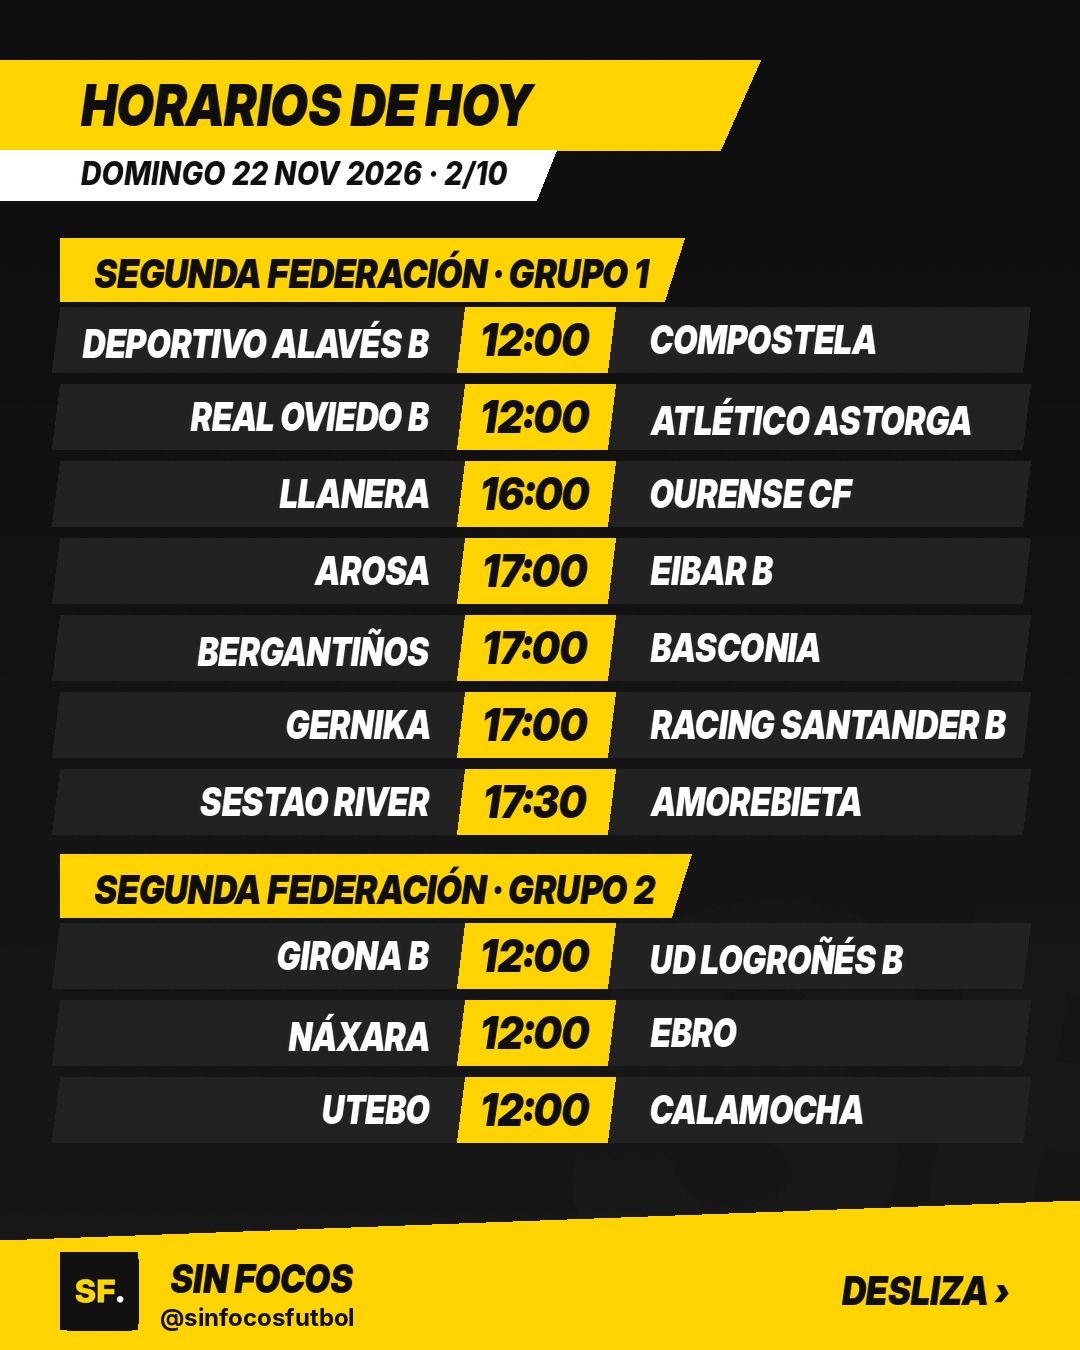 HORARIOS DE HOY
DOMINGO 22 NOV 2026 · 2/10
SEGUNDA FEDERACIÓN · GRUPO 1
DEPORTIVO ALAVÉS B 12:00 COMPOSTELA
REAL OVIEDO B 12:00 ATLÉTICO ASTORGA
LLANERA 16:00 OURENSE CF
AROSA 17:00 EIBAR B
BERGANTIÑOS 17:00 BASCONIA
GERNIKA 17:00 RACING SANTANDER B
SESTAO RIVER 17:30 AMOREBIETA
SEGUNDA FEDERACIÓN · GRUPO 2
GIRONA B 12:00 UD LOGROÑÉS B
NÁXARA 12:00 EBRO
UTEBO 12:00 CALAMOCHA
SF.
SIN FOCOS
@sinfocosfutbol
DESLIZA ›